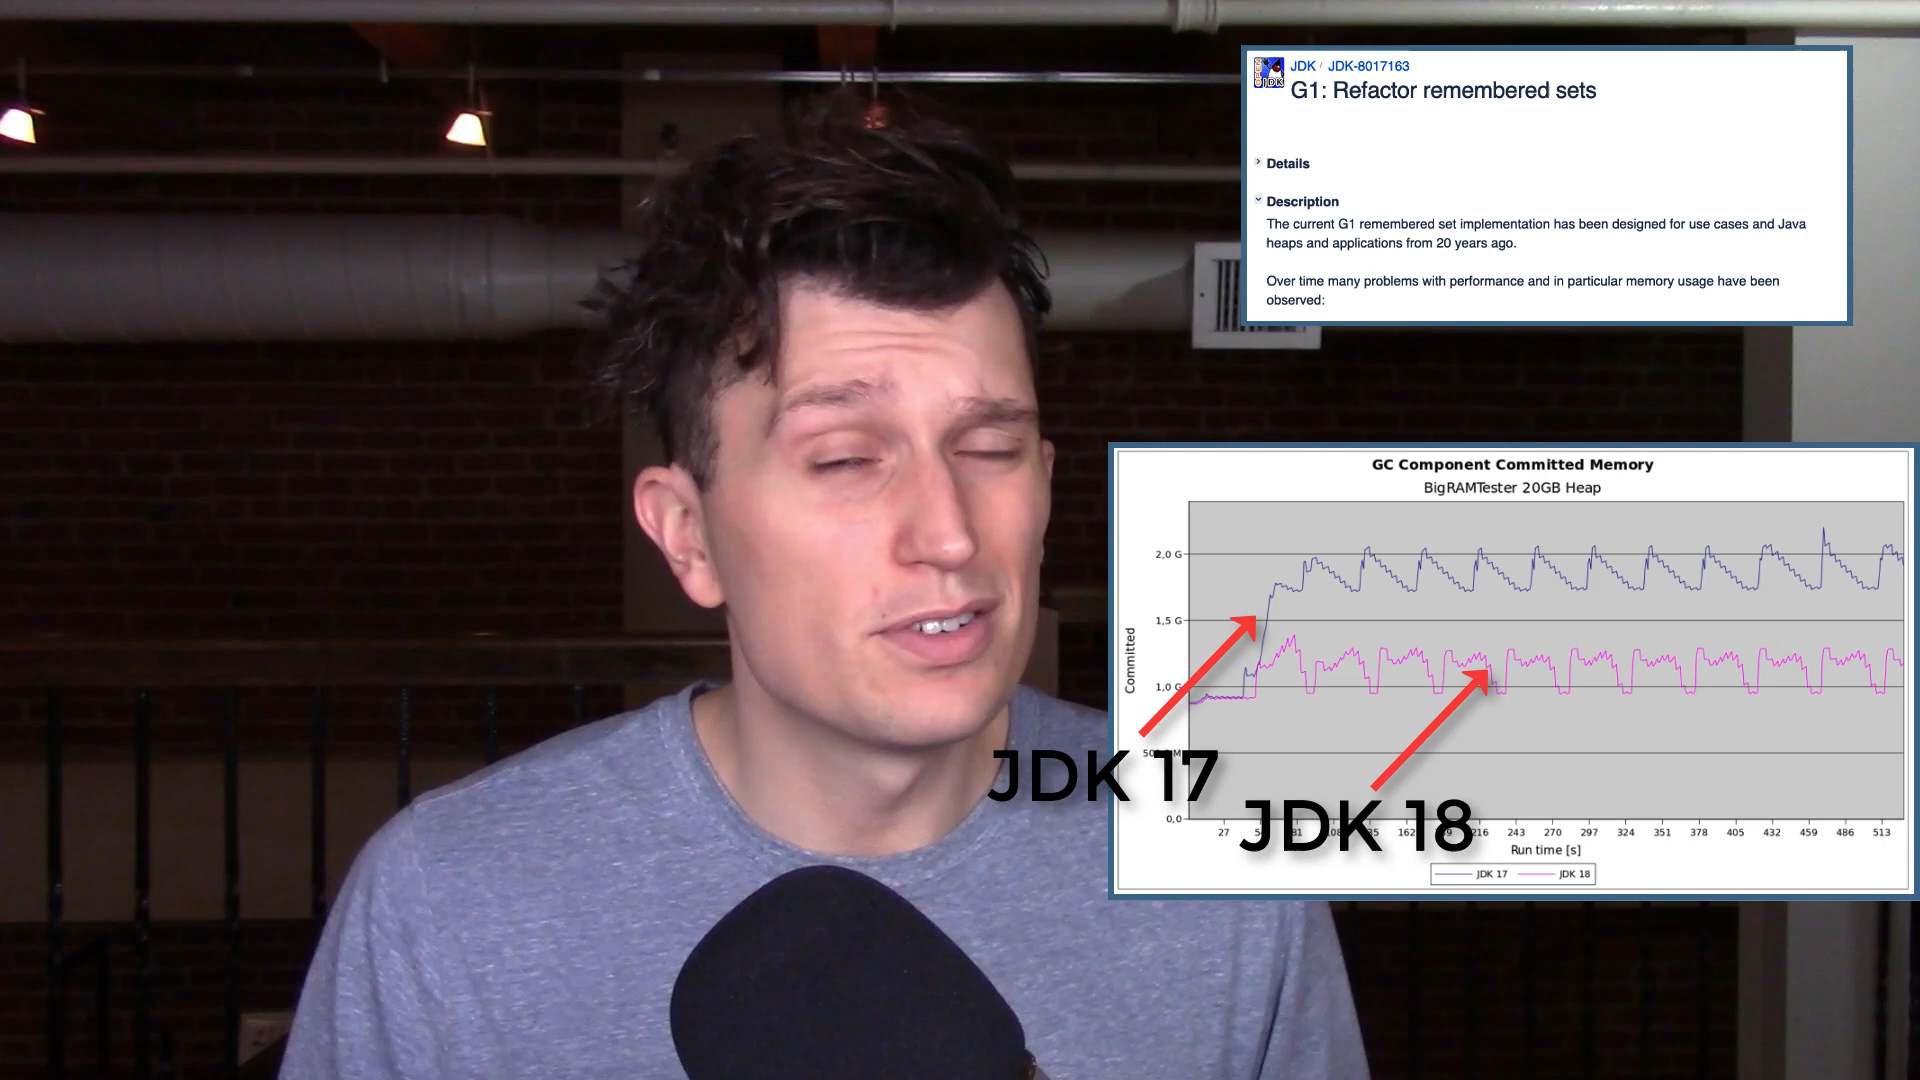 JDK / JDK-8017163
G1: Refactor remembered sets
Details
Description
The current G1 remembered set implementation has been designed for use cases and Java
heaps and applications from 20 years ago.
Over time many problems with performance and in particular memory usage have been
observed:
GC Component Committed Memory
BigRAMTester 20GB Heap
Committed
2,0 G
1,5 G
1,0 G
0,0
JDK 17
JDK 18
27 81 162 216 243 270 297 324 351 378 405 432 459 486 513
Run time [s]
JDK 17 JDK 18